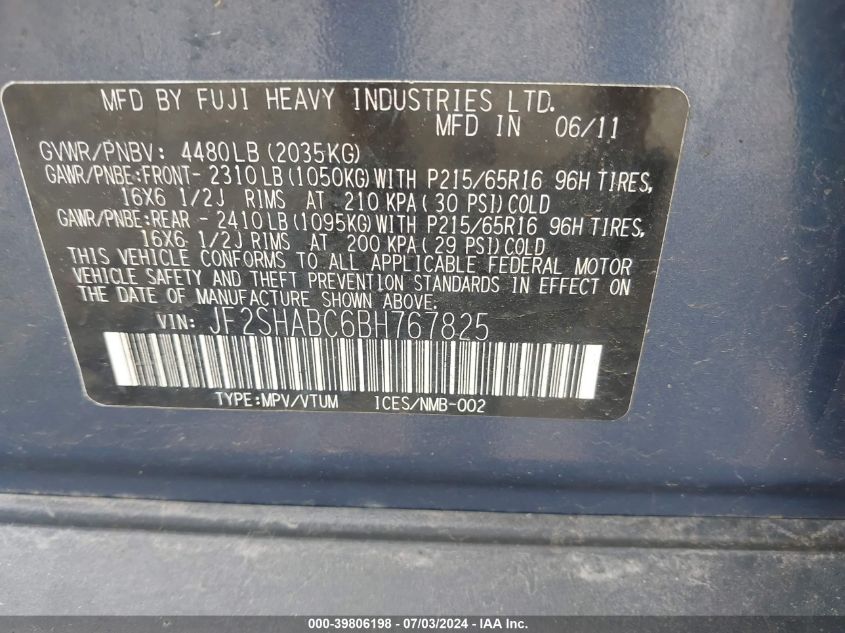 MFD BY FUJI HEAVY INDUSTRIES LTD.
MFD IN 06/11
GVWR/PNBV: 4480LB(2035KG)
GAWR/PNBE:FRONT- 2310LB(1050KG)WITH P215/65R16 96H TIRES,
16X6 1/2J RIMS AT 210 KPA(30 PSI)COLD
GAWR/PNBE:REAR - 2410LB(1095KG)WITH P215/65R16 96H TIRES,
16X6 1/2J RIMS AT 200 KPA(29 PSI)COLD
THIS VEHICLE CONFORMS TO ALL APPLICABLE FEDERAL MOTOR
VEHICLE SAFETY AND THEFT PREVENTION STANDARDS IN EFFECT ON
THE DATE OF MANUFACTURE SHOWN ABOVE.
VIN: JF2SHABC6BH767825
TYPE:MPV/VTUM ICES/NMB-002
000-39806198 - 07/03/2024 - IAA Inc.